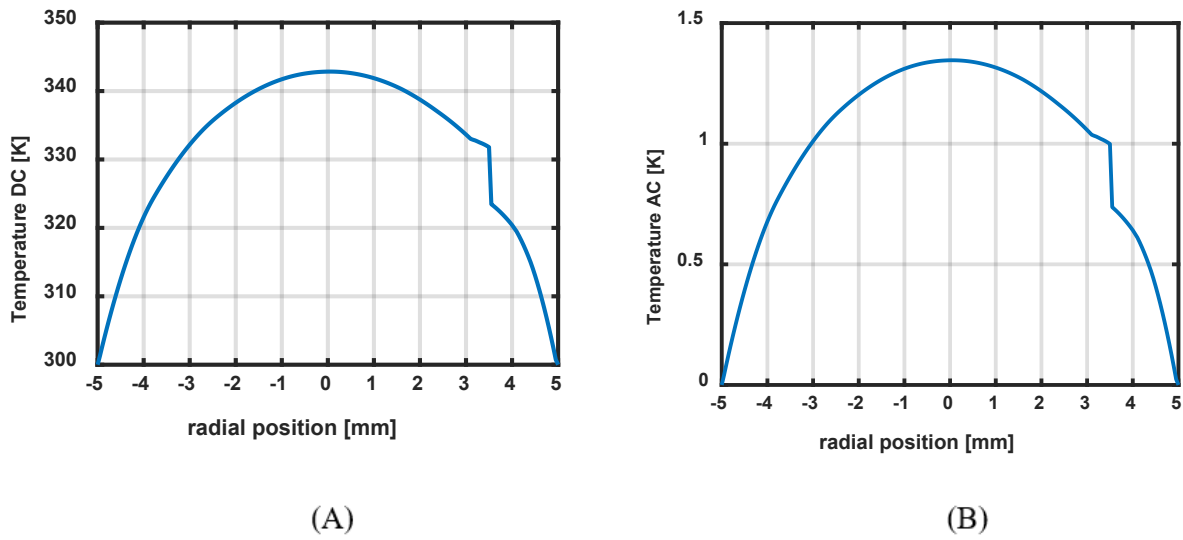 Temperature DC [K]
350
340
330
320
310
300
-5 -4 -3 -2 -1 0 1 2 3 4 5
radial position [mm]
(A)
Temperature AC [K]
1.5
1
0.5
0
-5 -4 -3 -2 -1 0 1 2 3 4 5
radial position [mm]
(B)